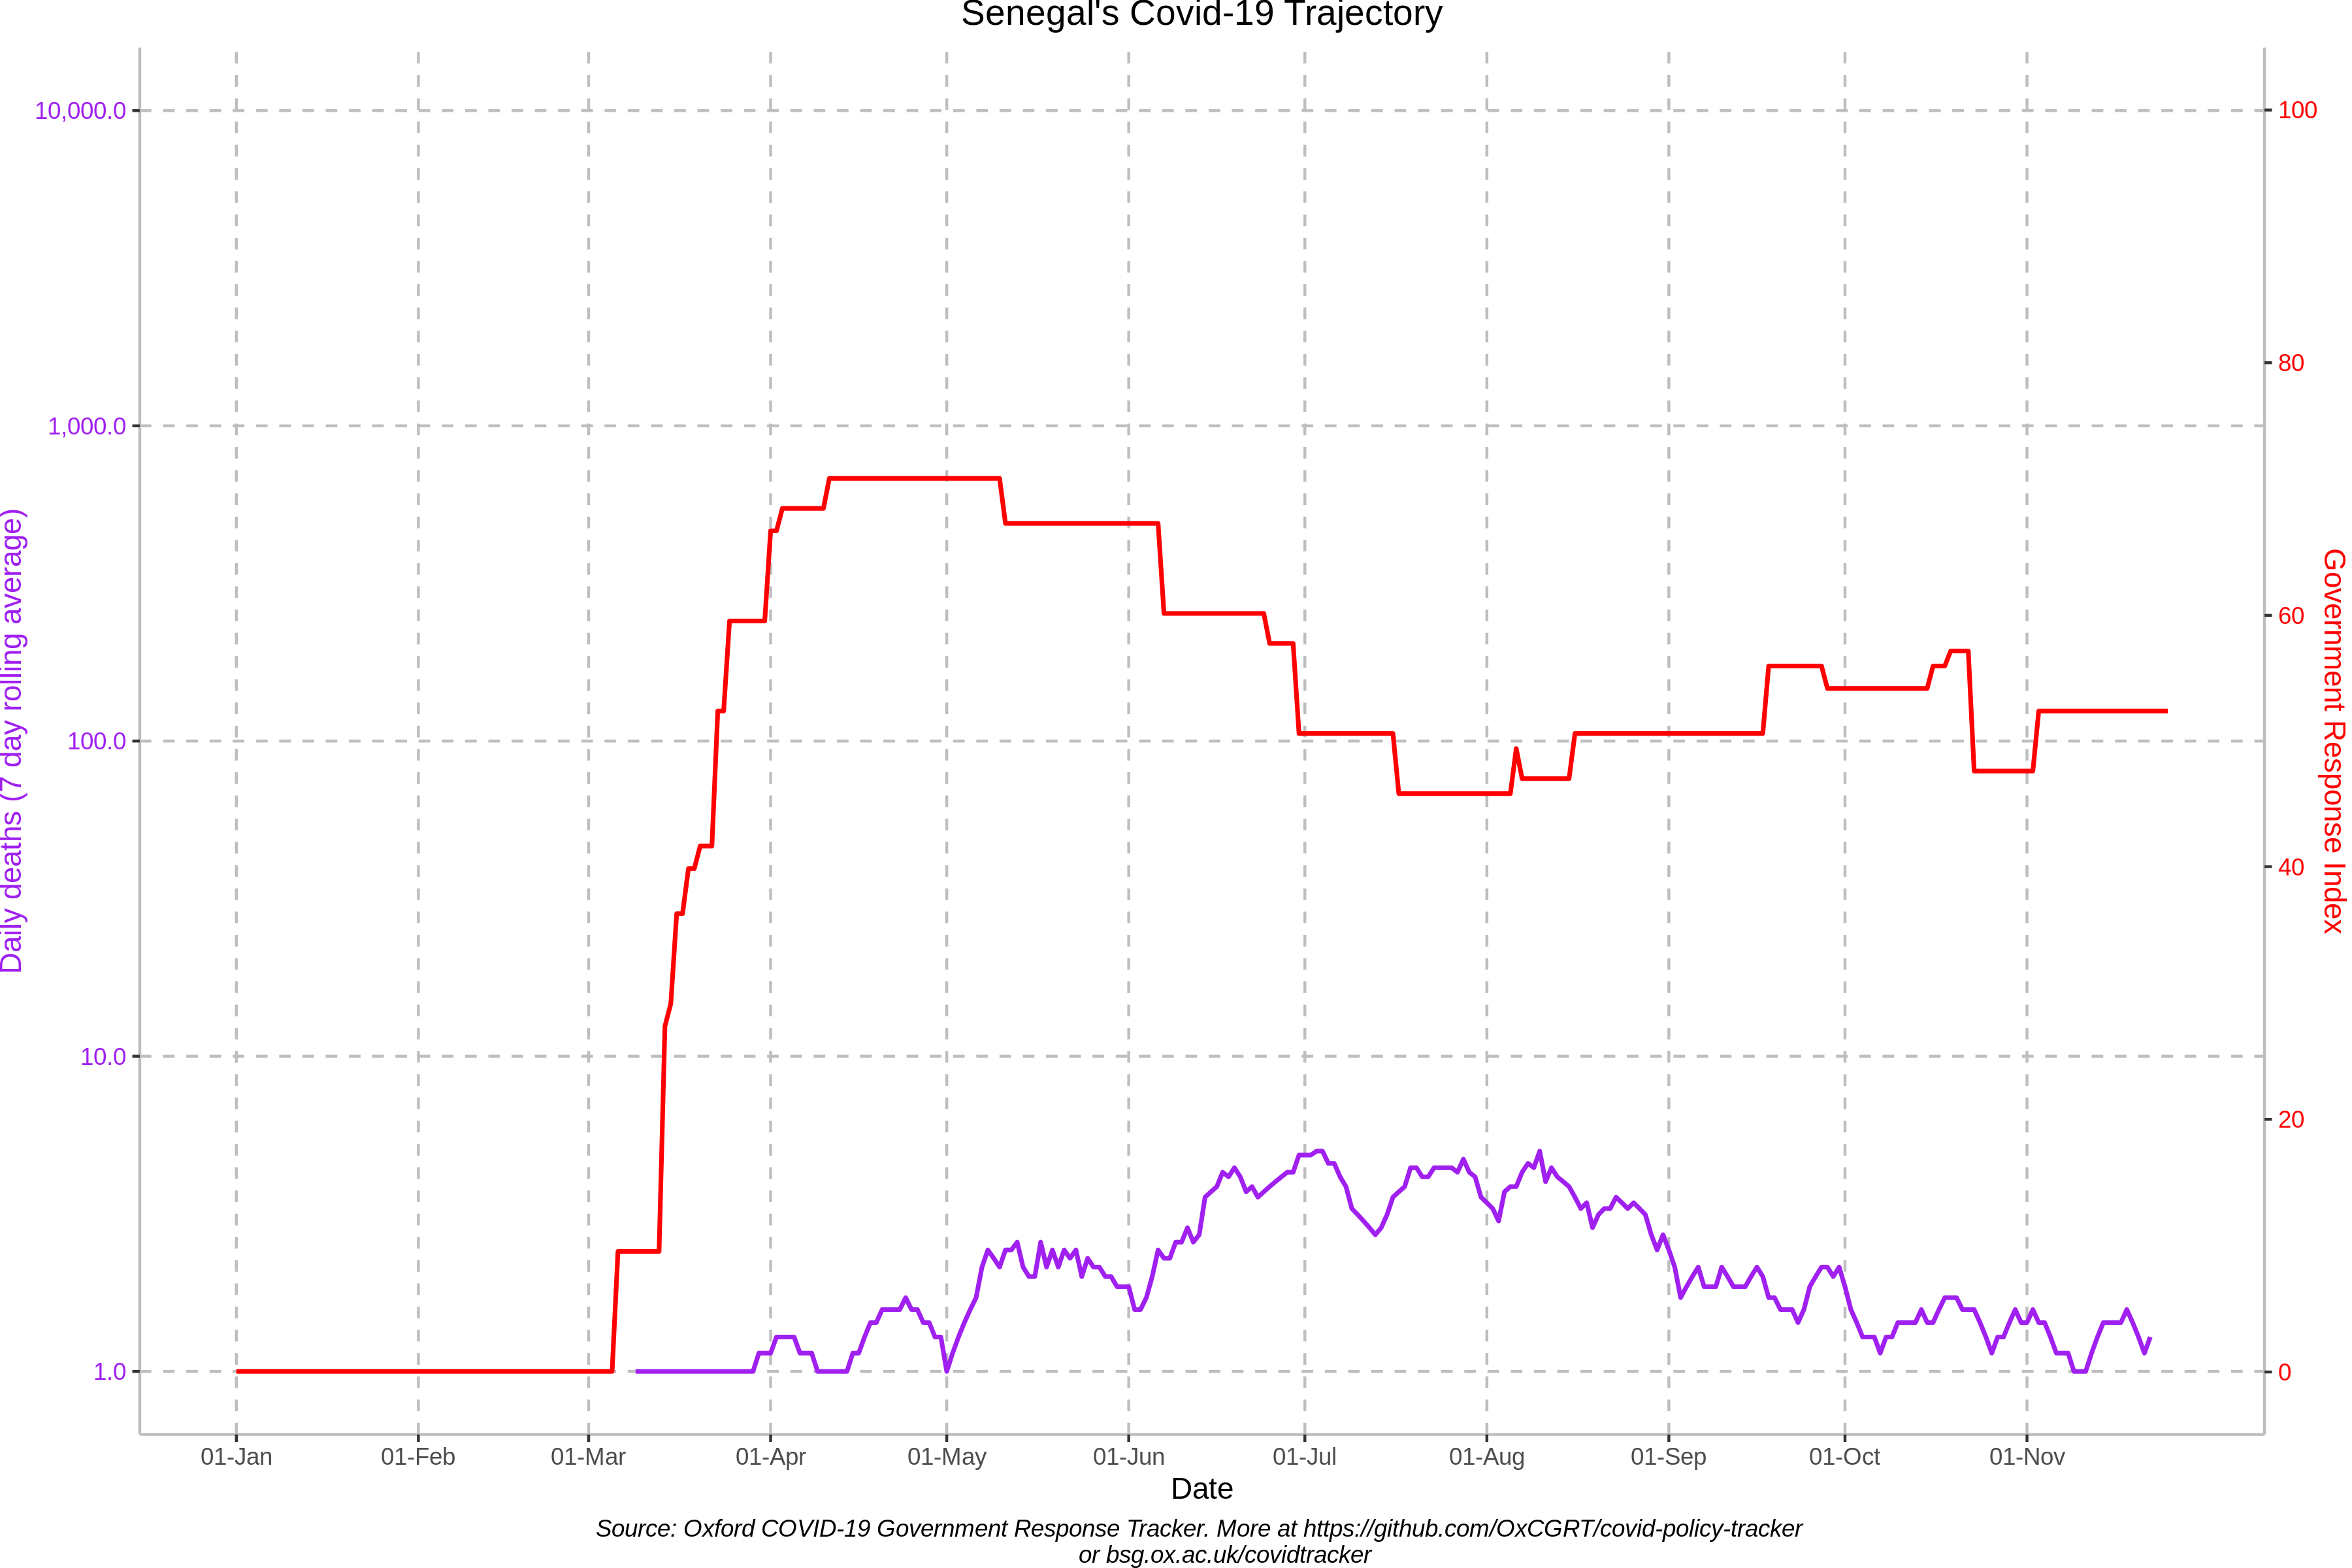 Senegal's Covid-19 Trajectory
10,000.0
1,000.0
100.0
10.0
1.0
Daily deaths (7 day rolling average)
100
80
60
40
20
0
Government Response Index
01-Jan
01-Feb
01-Mar
01-Apr
01-May
01-Jun
01-Jul
01-Aug
01-Sep
01-Oct
01-Nov
Date
Source: Oxford COVID-19 Government Response Tracker. More at https://github.com/OxCGRT/covid-policy-tracker
or bsg.ox.ac.uk/covidtracker